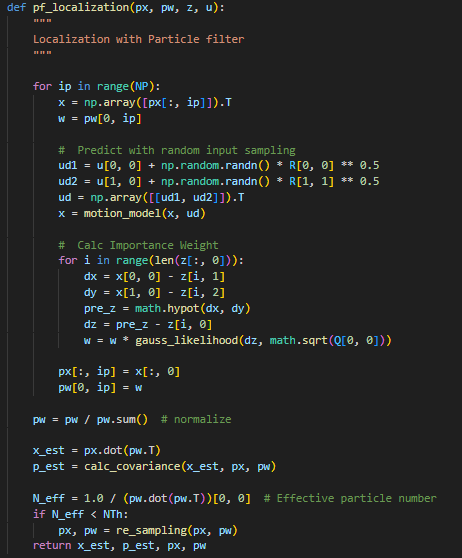 def pf_localization(px, pw, z, u):
    """
    Localization with Particle filter
    """

    for ip in range(NP):
        x = np.array([px[:, ip]]).T
        w = pw[0, ip]

        #  Predict with random input sampling
        ud1 = u[0, 0] + np.random.randn() * R[0, 0] ** 0.5
        ud2 = u[1, 0] + np.random.randn() * R[1, 1] ** 0.5
        ud = np.array([[ud1, ud2]]).T
        x = motion_model(x, ud)

        #  Calc Importance Weight
        for i in range(len(z[:, 0])):
            dx = x[0, 0] - z[i, 1]
            dy = x[1, 0] - z[i, 2]
            pre_z = math.hypot(dx, dy)
            dz = pre_z - z[i, 0]
            w = w * gauss_likelihood(dz, math.sqrt(Q[0, 0]))

        px[:, ip] = x[:, 0]
        pw[0, ip] = w

    pw = pw / pw.sum()  # normalize

    x_est = px.dot(pw.T)
    p_est = calc_covariance(x_est, px, pw)

    N_eff = 1.0 / (pw.dot(pw.T))[0, 0]  # Effective particle number
    if N_eff < NTh:
        px, pw = re_sampling(px, pw)
    return x_est, p_est, px, pw